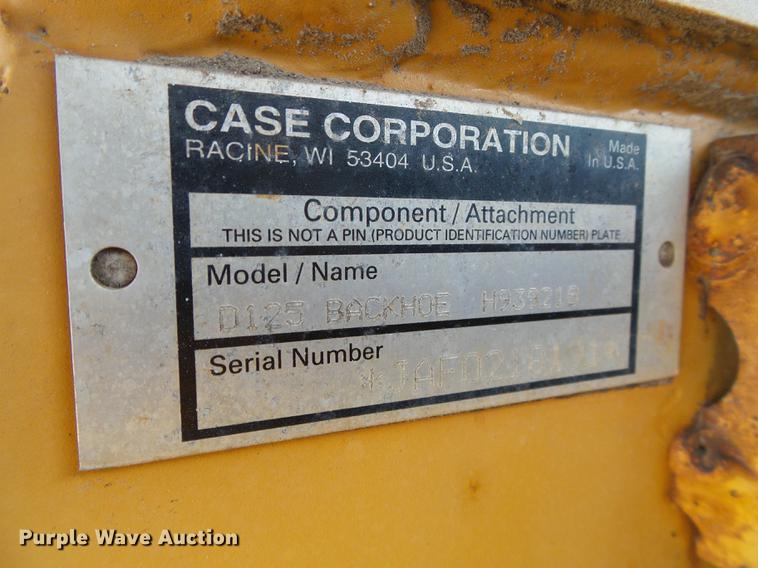 CASE CORPORATION
RACINE, WI 53404 U.S.A.
Made
In U.S.A.
Component / Attachment
THIS IS NOT A PIN (PRODUCT IDENTIFICATION NUMBER) PLATE
Model / Name
D125 BACKHOE H939218
Serial Number
Purple Wave Auction